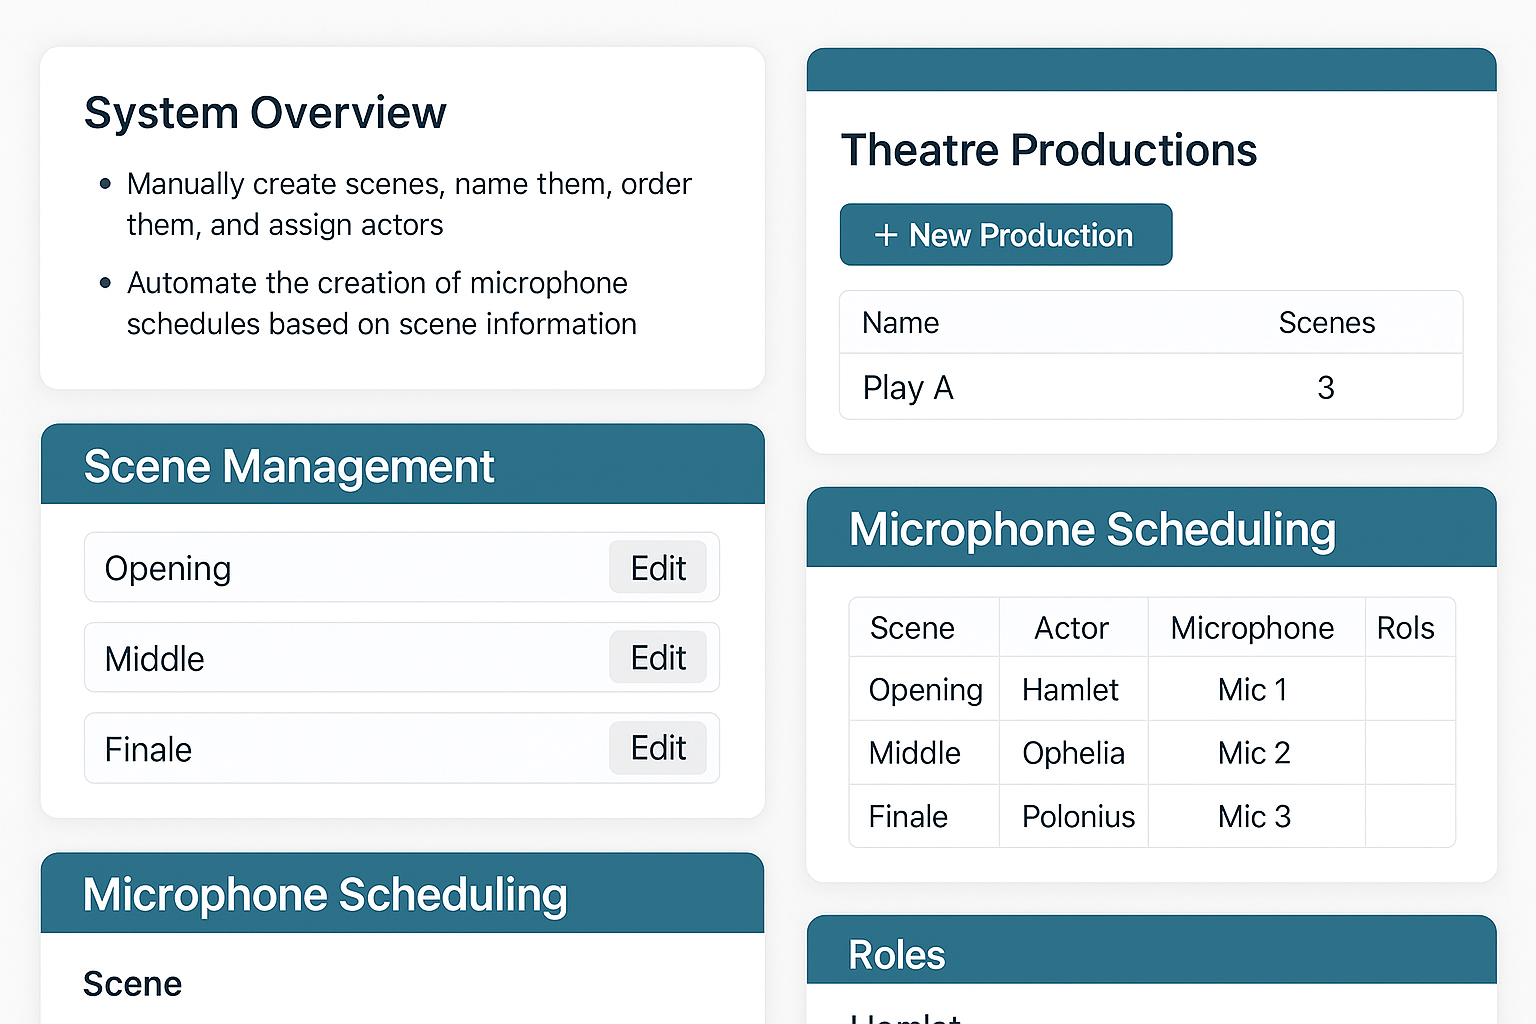 System Overview
• Manually create scenes, name them, order
them, and assign actors
• Automate the creation of microphone
schedules based on scene information
Scene Management
Opening Edit
Middle Edit
Finale Edit
Microphone Scheduling
Scene
Theatre Productions
+ New Production
Name Scenes
Play A 3
Microphone Scheduling
Scene Actor Microphone Rols
Opening Hamlet Mic 1
Middle Ophelia Mic 2
Finale Polonius Mic 3
Roles
Hamlet